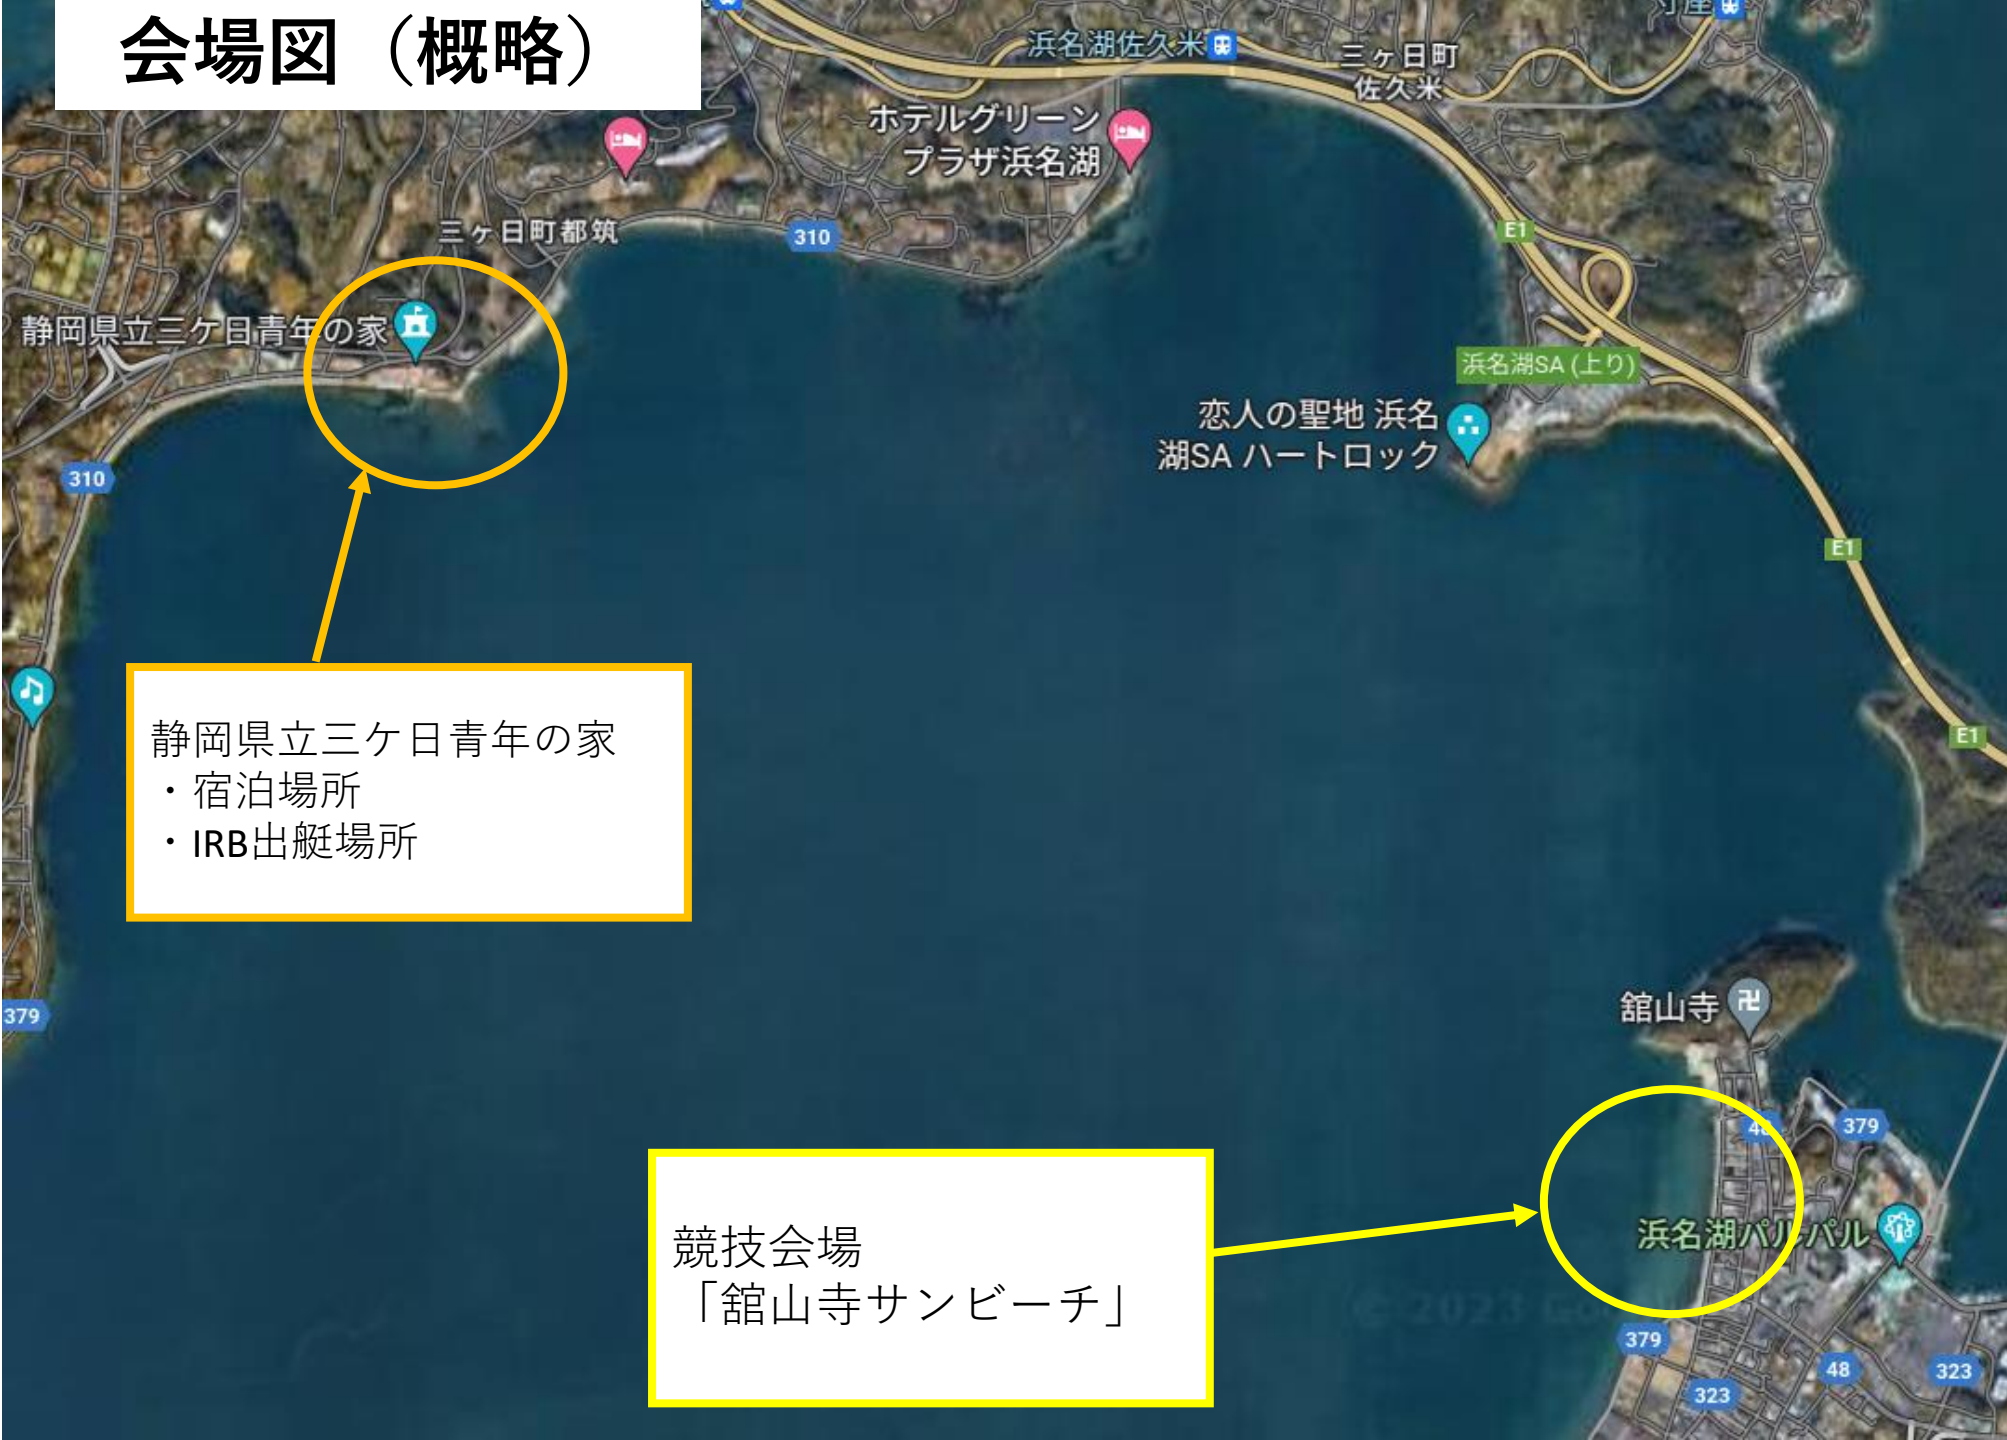 会場図（概略）
浜名湖佐久米
三ヶ日町
佐久米
寸座
ホテルグリーン
プラザ浜名湖
三ヶ日町都筑
310
E1
静岡県立三ケ日青年の家
浜名湖SA (上り)
恋人の聖地 浜名
湖SA ハートロック
310
E1
静岡県立三ケ日青年の家
・宿泊場所
・IRB出艇場所
E1
379
舘山寺
48
379
競技会場
「舘山寺サンビーチ」
浜名湖パルパル
379
48
323
323